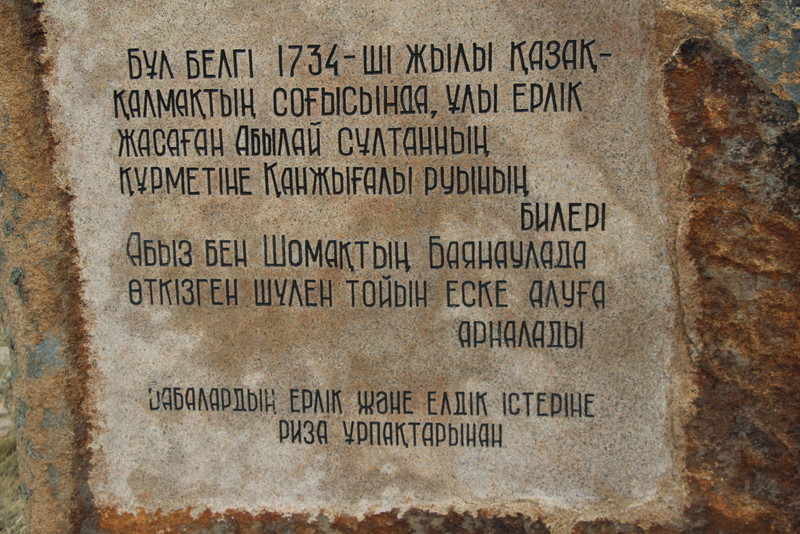 Бұл белгі 1734-ші жылы қазақ-
қалмақтың соғысында, ұлы ерлік
жасаған Абылай сұлтанның
құрметіне Қанжығалы руының
билері
Абыз бен Шомақтың Баянаулада
өткізген шүлен тойын еске алуға
арналады
Бабалардың ерлік және елдік істеріне
риза ұрпақтарынан